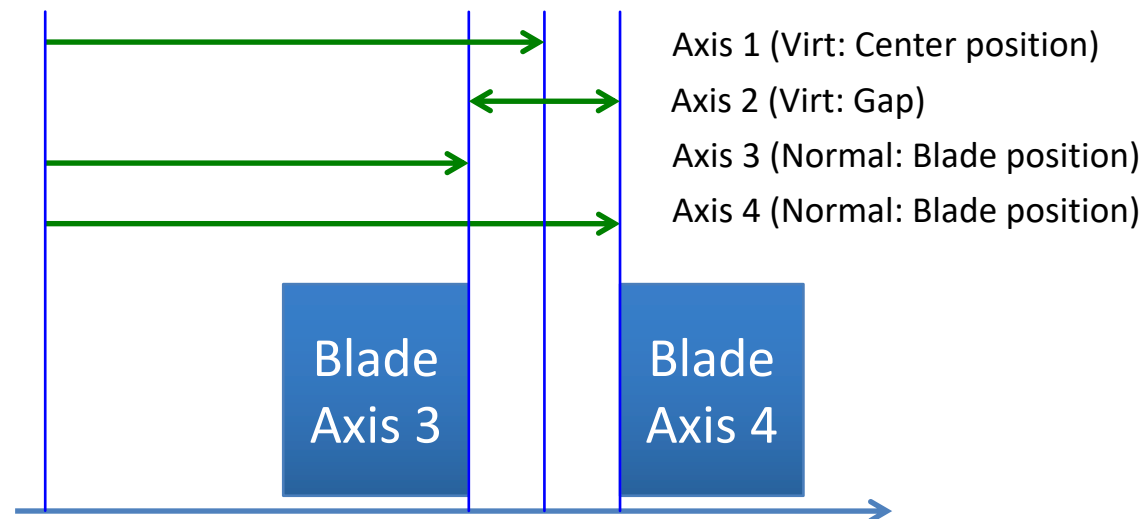 Axis 1 (Virt: Center position)
Axis 2 (Virt: Gap)
Axis 3 (Normal: Blade position)
Axis 4 (Normal: Blade position)
Blade
Axis 3
Blade
Axis 4